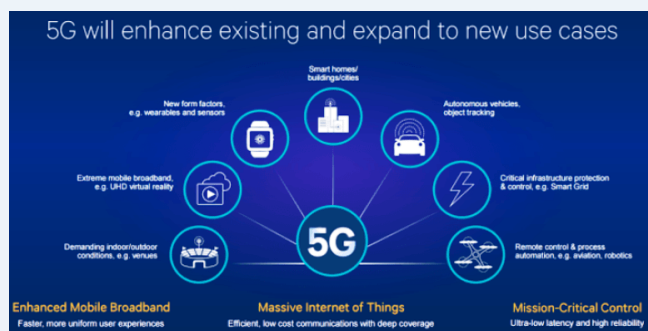 5G will enhance existing and expand to new use cases
Smart homes/
buildings/cities
New form factors,
e.g. wearables and sensors
Autonomous vehicles,
object tracking
Extreme mobile broadband,
e.g. UHD virtual reality
Critical infrastructure protection
& control, e.g. Smart Grid
Demanding indoor/outdoor
conditions, e.g. venues
5G
Remote control & process
automation, e.g. aviation, robotics
Enhanced Mobile Broadband
Faster, more uniform user experiences
Massive Internet of Things
Efficient, low cost communications with deep coverage
Mission-Critical Control
Ultra-low latency and high reliability